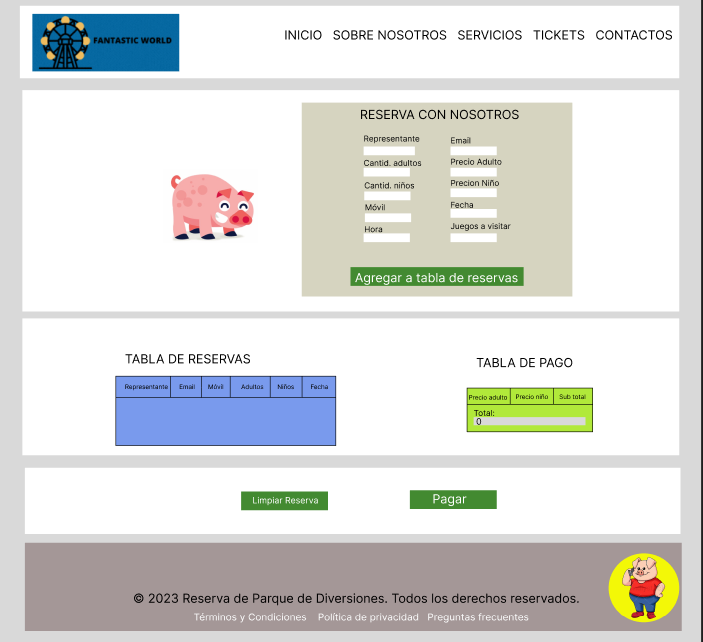 FANTASTIC WORLD
INICIO SOBRE NOSOTROS SERVICIOS TICKETS CONTACTOS
RESERVA CON NOSOTROS
Representante Email
Cantid. adultos Precio Adulto
Cantid. niños Precion Niño
Móvil Fecha
Hora Juegos a visitar
Agregar a tabla de reservas
TABLA DE RESERVAS
Representante Email Móvil Adultos Niños Fecha
TABLA DE PAGO
Precio adulto Precio niño Sub total
Total:
0
Limpiar Reserva Pagar
© 2023 Reserva de Parque de Diversiones. Todos los derechos reservados.
Términos y Condiciones Política de privacidad Preguntas frecuentes